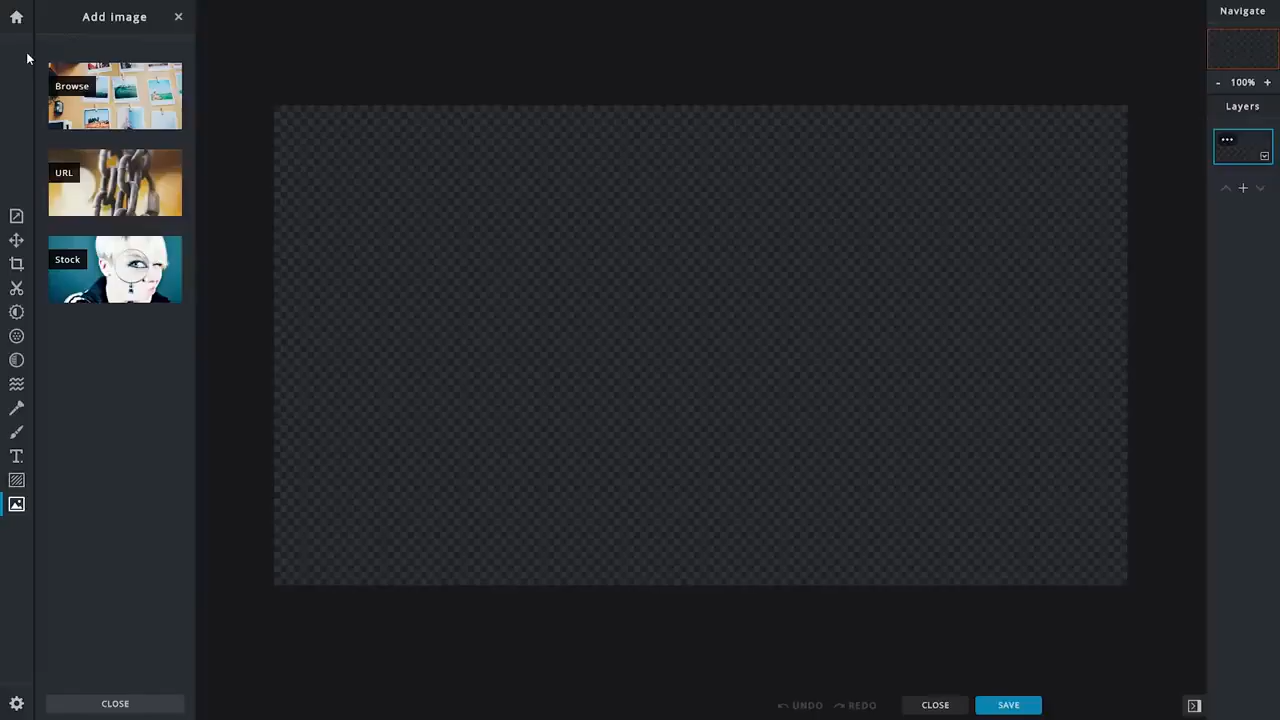 Add image
Browse
URL
Stock
CLOSE
UNDO
REDO
CLOSE
SAVE
Navigate
- 100% +
Layers